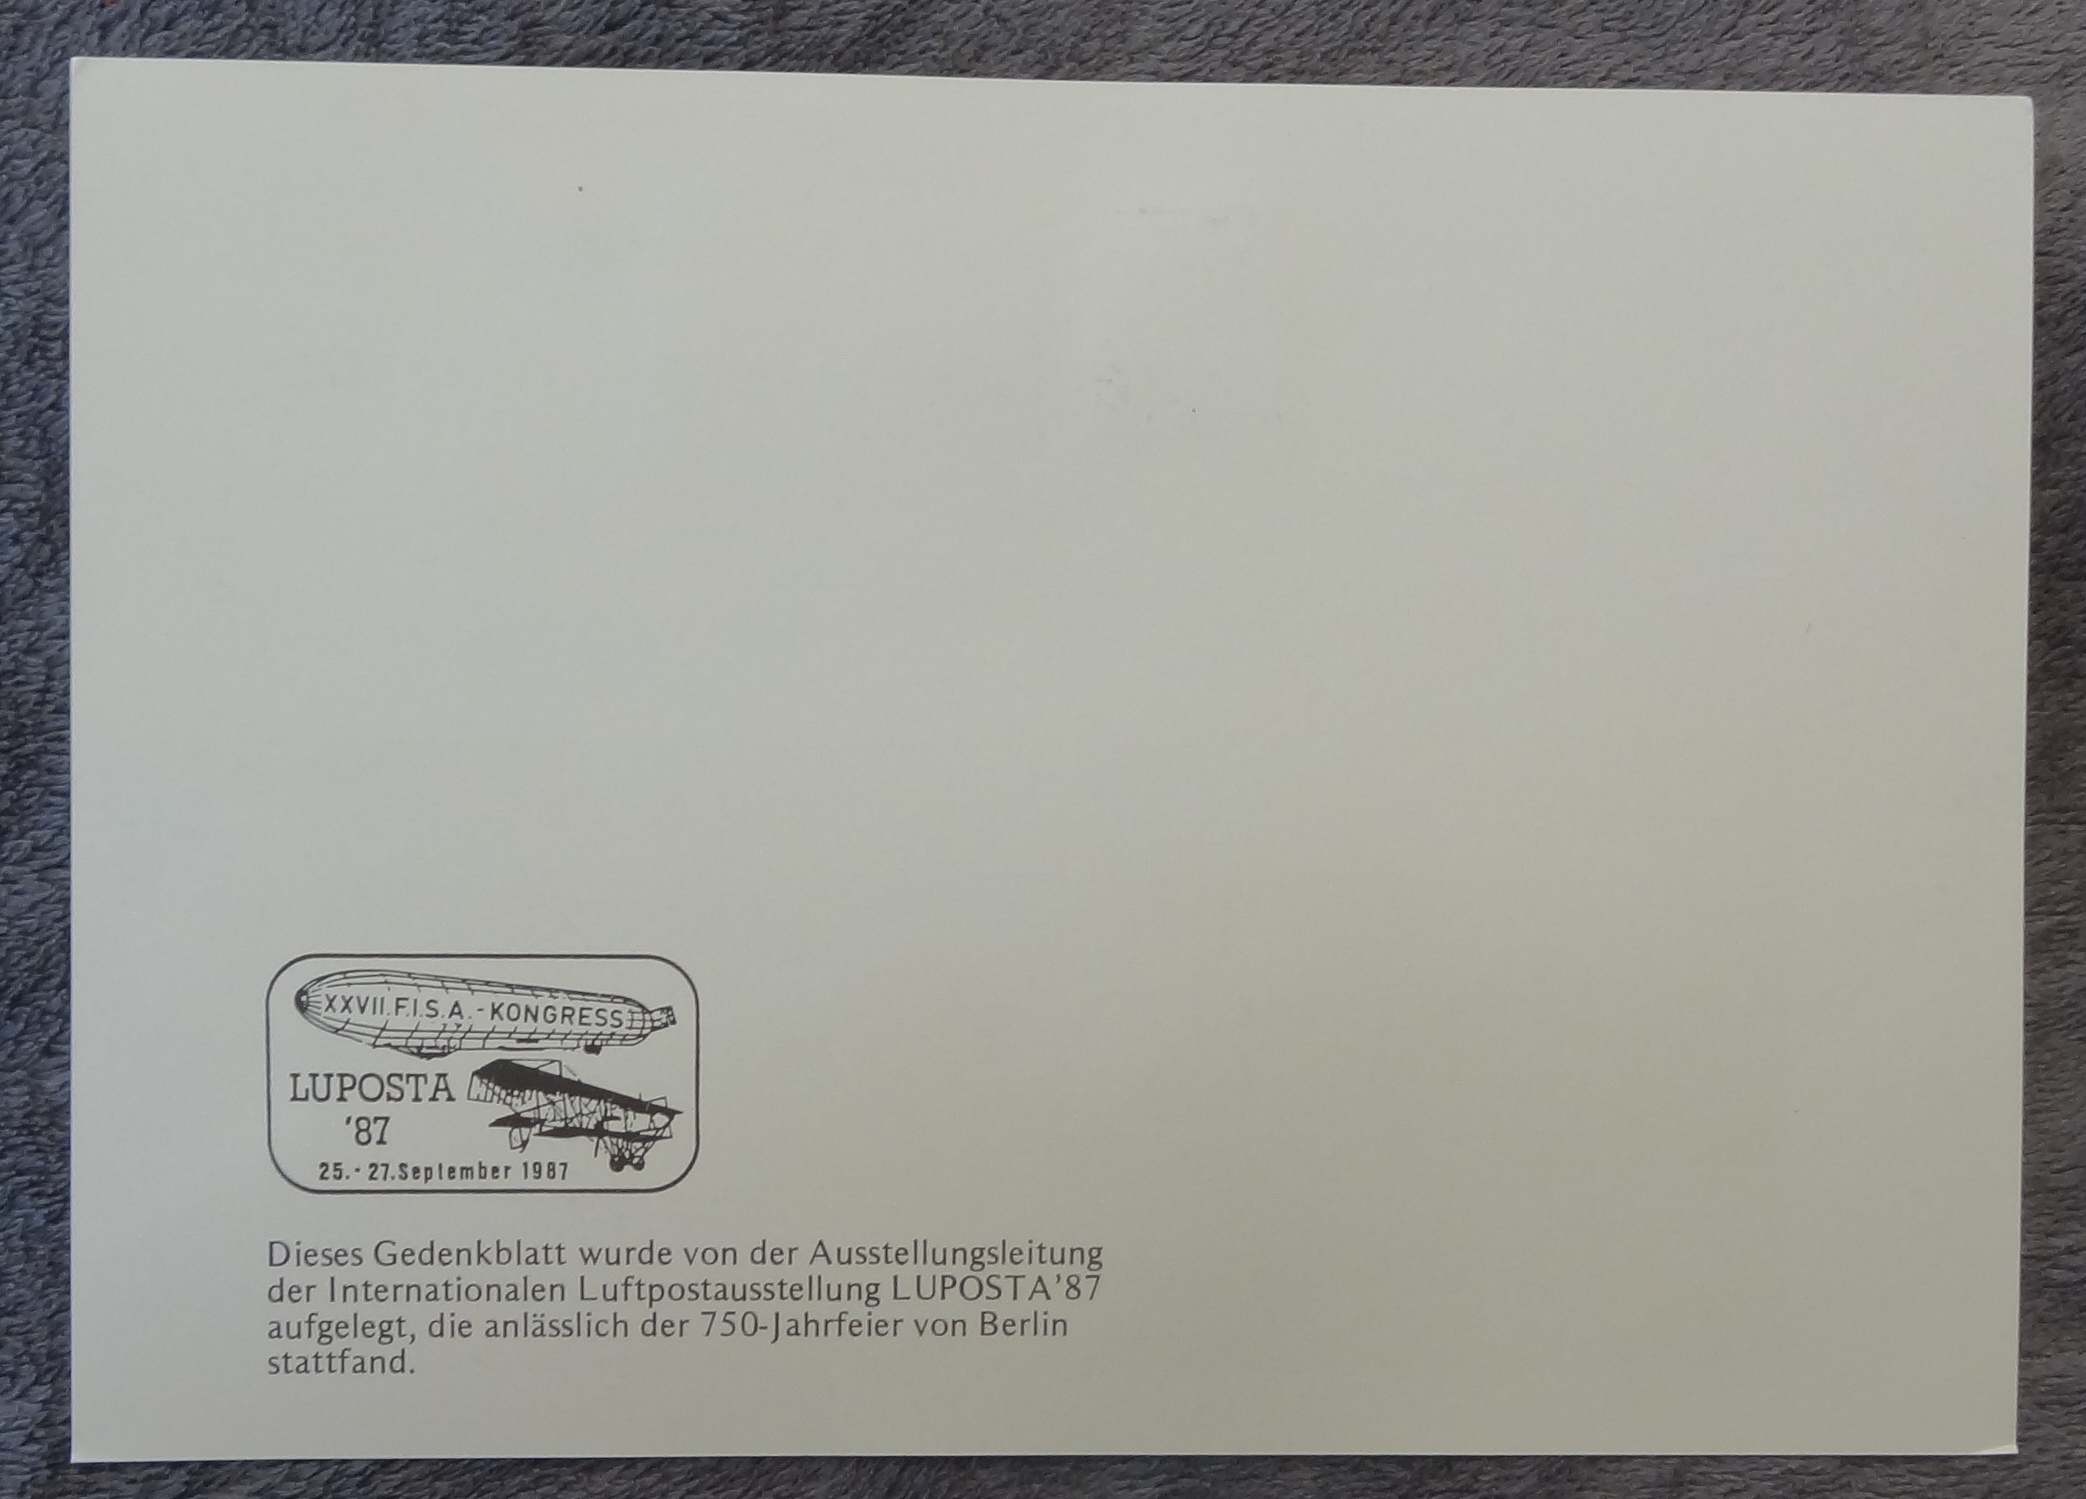 XXVII.F.I.S.A.-KONGRESS
LUPOSTA
'87
25.-27.September 1987
Dieses Gedenkblatt wurde von der Ausstellungsleitung
der Internationalen Luftpostausstellung LUPOSTA'87
aufgelegt, die anlässlich der 750-Jahrfeier von Berlin
stattfand.